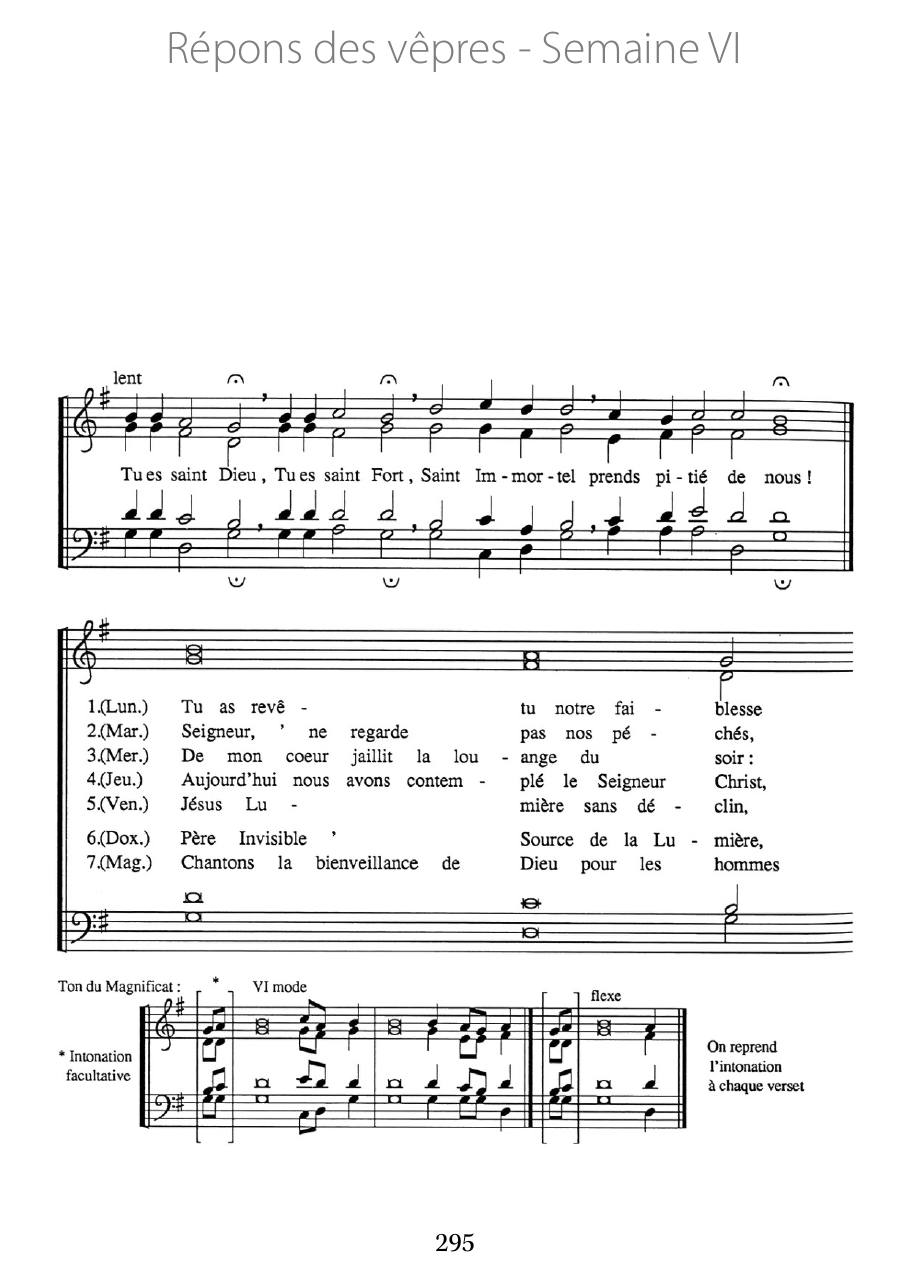 Répons des vêpres - Semaine VI
lent
Tu es saint Dieu, Tu es saint Fort, Saint Im - mor - tel prends pi - tié de nous !
1.(Lun.) Tu as revê - tu notre fai - blesse
2.(Mar.) Seigneur, ’ ne regarde pas nos pé - chés,
3.(Mer.) De mon coeur jaillit la lou - ange du soir :
4.(Jeu.) Aujourd'hui nous avons contem - plé le Seigneur Christ,
5.(Ven.) Jésus Lu - mière sans dé - clin,
6.(Dox.) Père Invisible ’ Source de la Lu - mière,
7.(Mag.) Chantons la bienveillance de Dieu pour les hommes
Ton du Magnificat : * VI mode
flexe
* Intonation
facultative
On reprend
l'intonation
à chaque verset
295